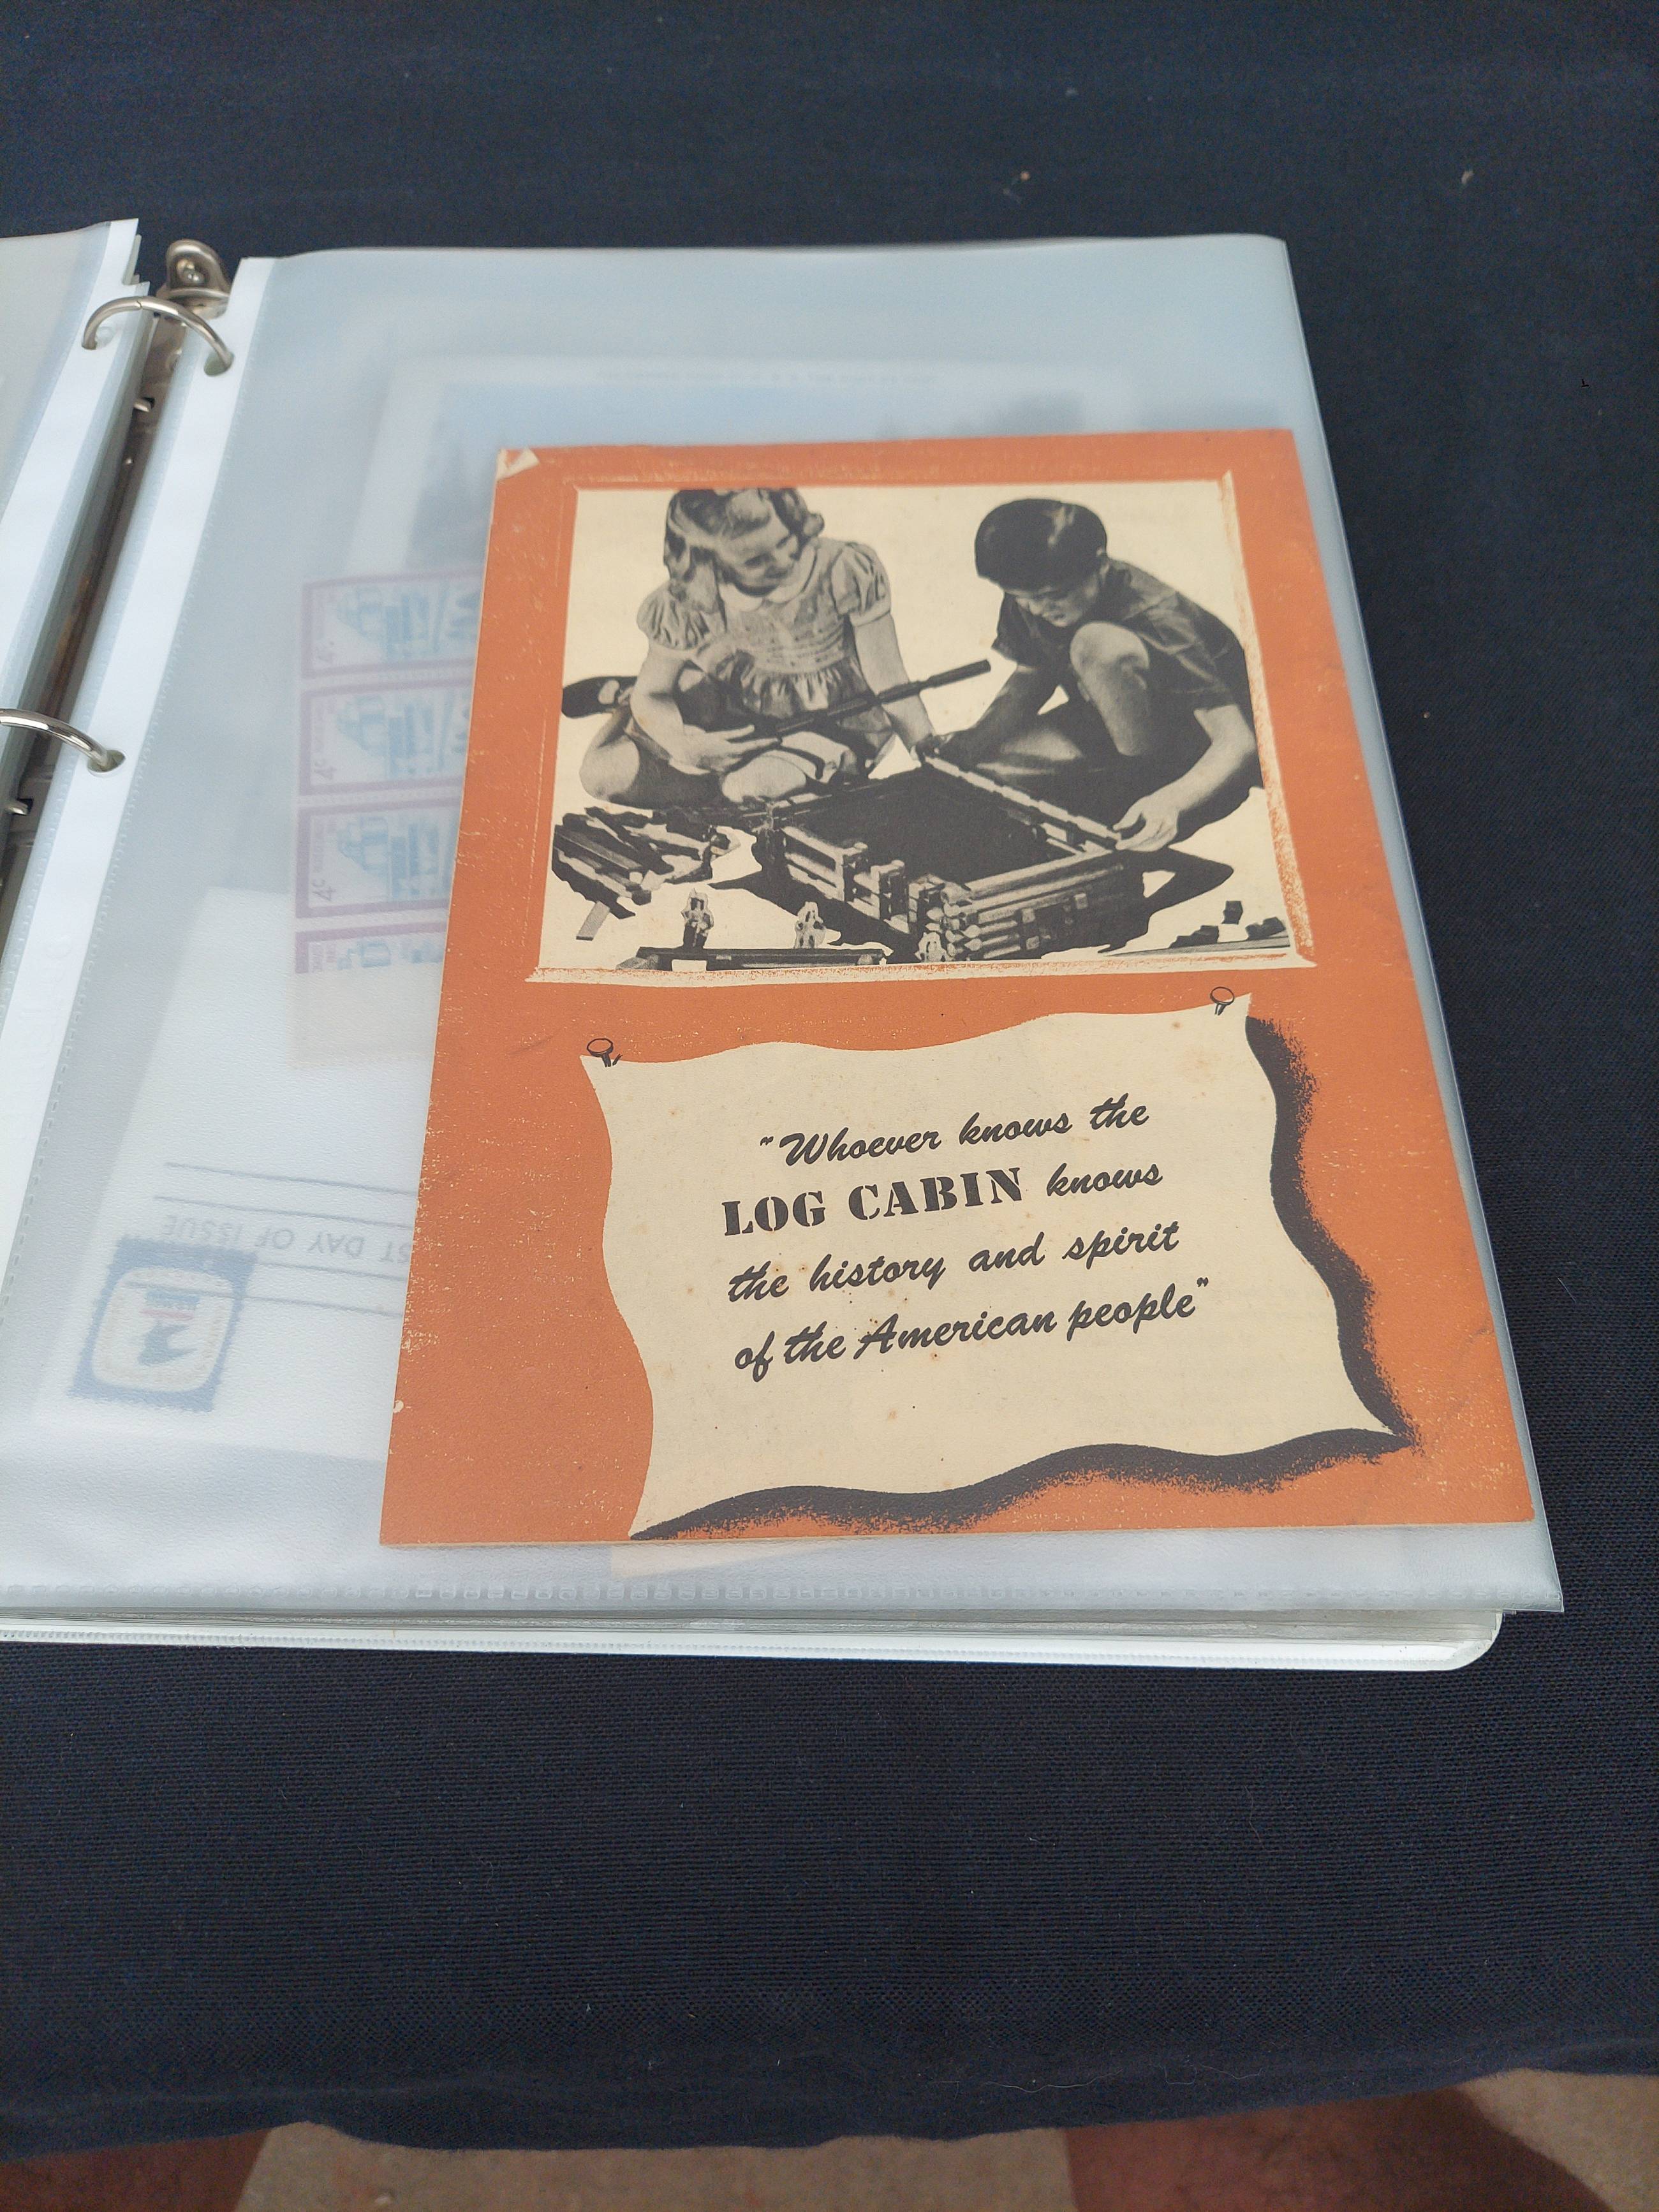 "Whoever knows the
LOG CABIN knows
the history and spirit
of the American people"
ST DAY OF ISSUE